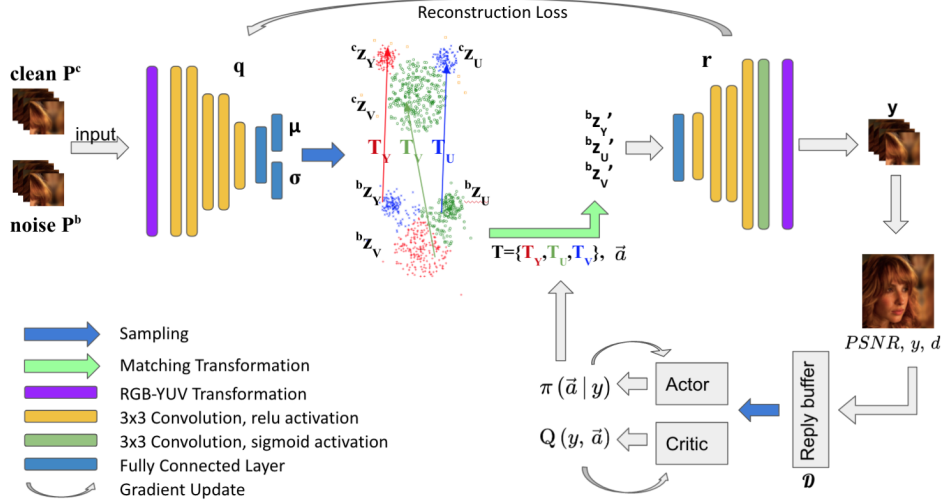 Reconstruction Loss
clean Pᶜ
input
noise Pᵇ
q
μ
σ
ᶜZ_Y
ᶜZ_U
ᶜZ_V
T_Y
T_V
T_U
ᵇZ_Y
ᵇZ_U
ᵇZ_V
ᵇZ_Y’
ᵇZ_U’
ᵇZ_V’
T={T_Y,T_U,T_V}, a⃗
r
y
PSNR, y, d
Reply buffer
𝒟
Actor
Critic
π(a⃗ | y)
Q(y, a⃗)
Sampling
Matching Transformation
RGB-YUV Transformation
3x3 Convolution, relu activation
3x3 Convolution, sigmoid activation
Fully Connected Layer
Gradient Update